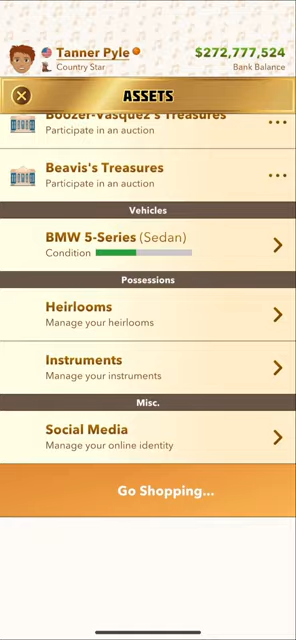 Tanner Pyle
$272,777,524
Country Star
Bank Balance
ASSETS
Boozer-Vasquez's Treasures
Participate in an auction
Beavis's Treasures
Participate in an auction
Vehicles
BMW 5-Series (Sedan)
Condition
Possessions
Heirlooms
Manage your heirlooms
Instruments
Manage your instruments
Misc.
Social Media
Manage your online identity
Go Shopping...